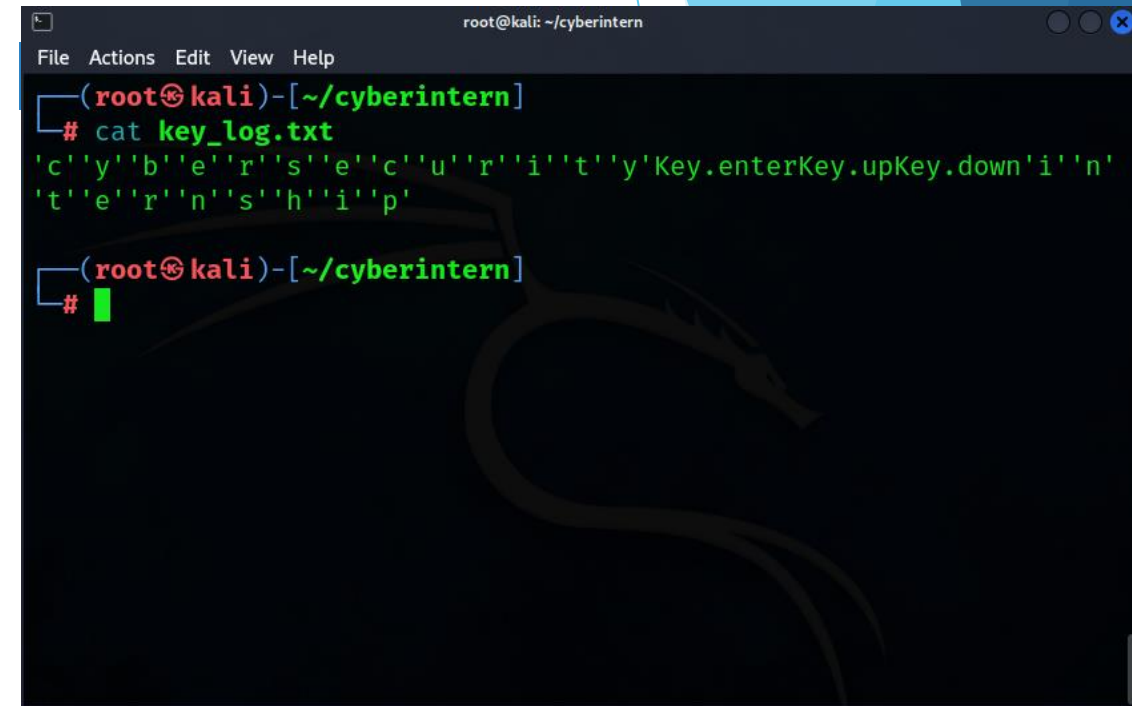 root@kali: ~/cyberintern
File Actions Edit View Help
(root㉿kali)-[~/cyberintern]
# cat key_log.txt
'c''y''b''e''r''s''e''c''u''r''i''t''y'Key.enterKey.upKey.down'i''n'
't''e''r''n''s''h''i''p'
(root㉿kali)-[~/cyberintern]
#